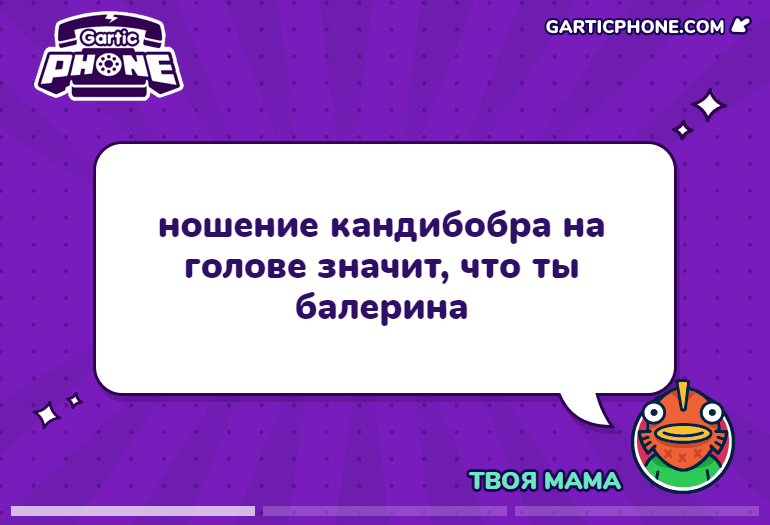 Gartic
PHONE
GARTICPHONE.COM
ношение кандибобра на
голове значит, что ты
балерина
ТВОЯ МАМА